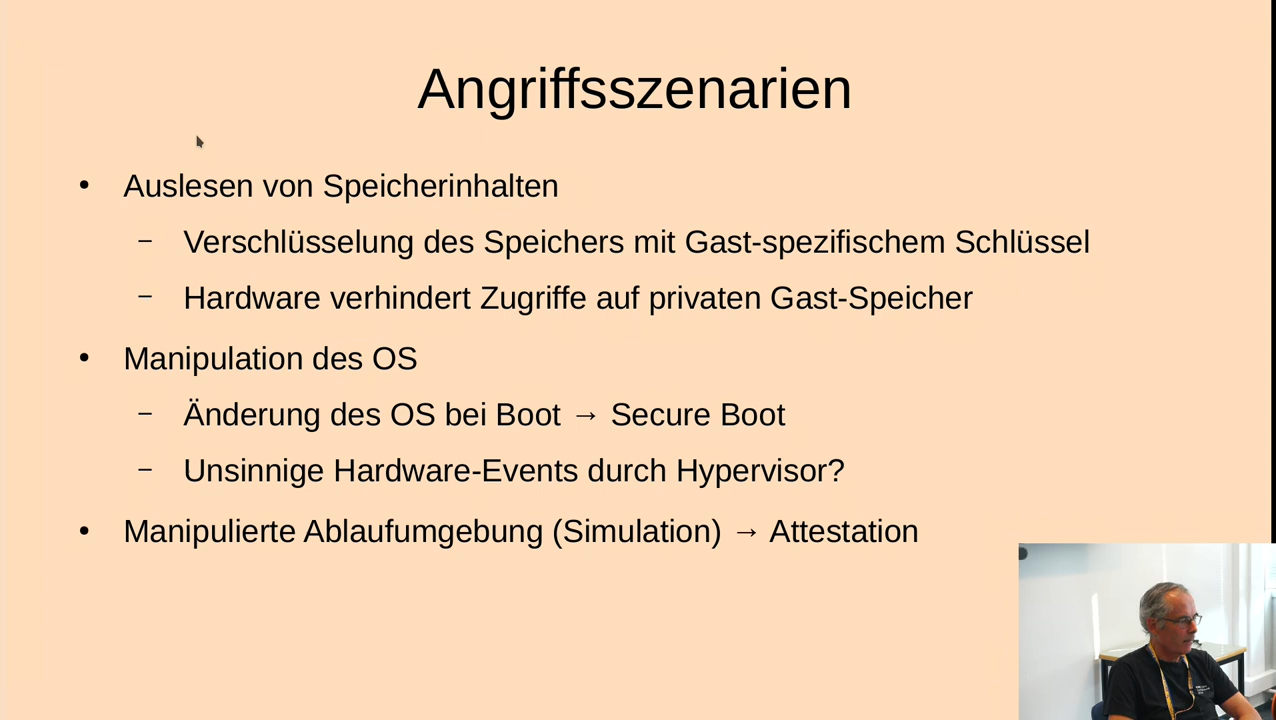 Angriffsszenarien
• Auslesen von Speicherinhalten
– Verschlüsselung des Speichers mit Gast-spezifischem Schlüssel
– Hardware verhindert Zugriffe auf privaten Gast-Speicher
• Manipulation des OS
– Änderung des OS bei Boot → Secure Boot
– Unsinnige Hardware-Events durch Hypervisor?
• Manipulierte Ablaufumgebung (Simulation) → Attestation